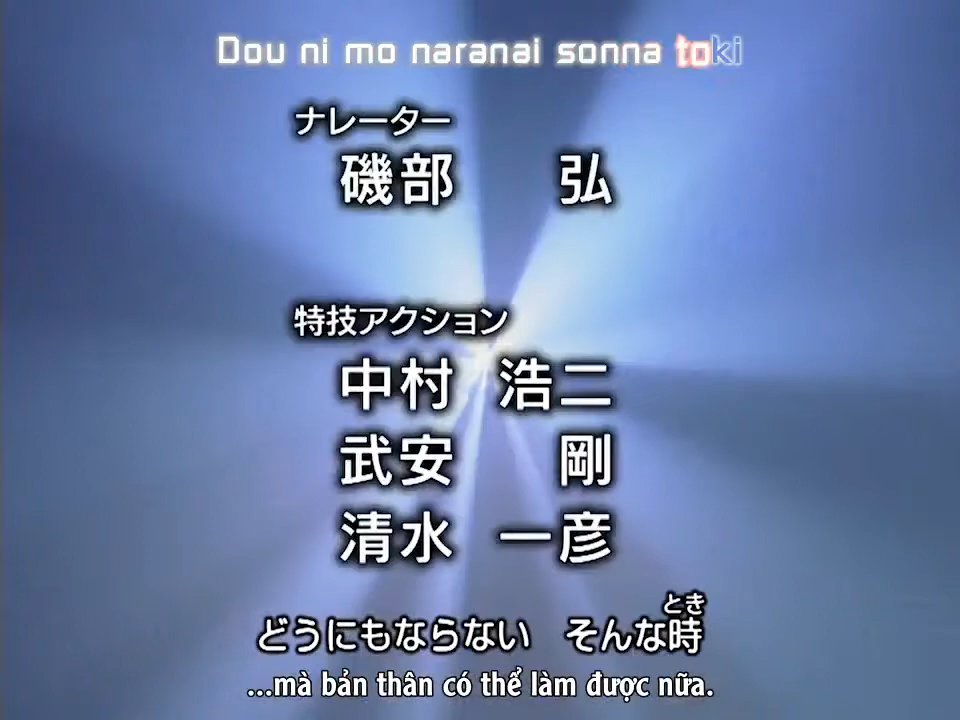 Dou ni mo naranai sonna toki
ナレーター
磯部 弘
特技アクション
中村 浩二
武安 剛
清水 一彦
とき
どうにもならない そんな時
...mà bản thân có thể làm được nữa.